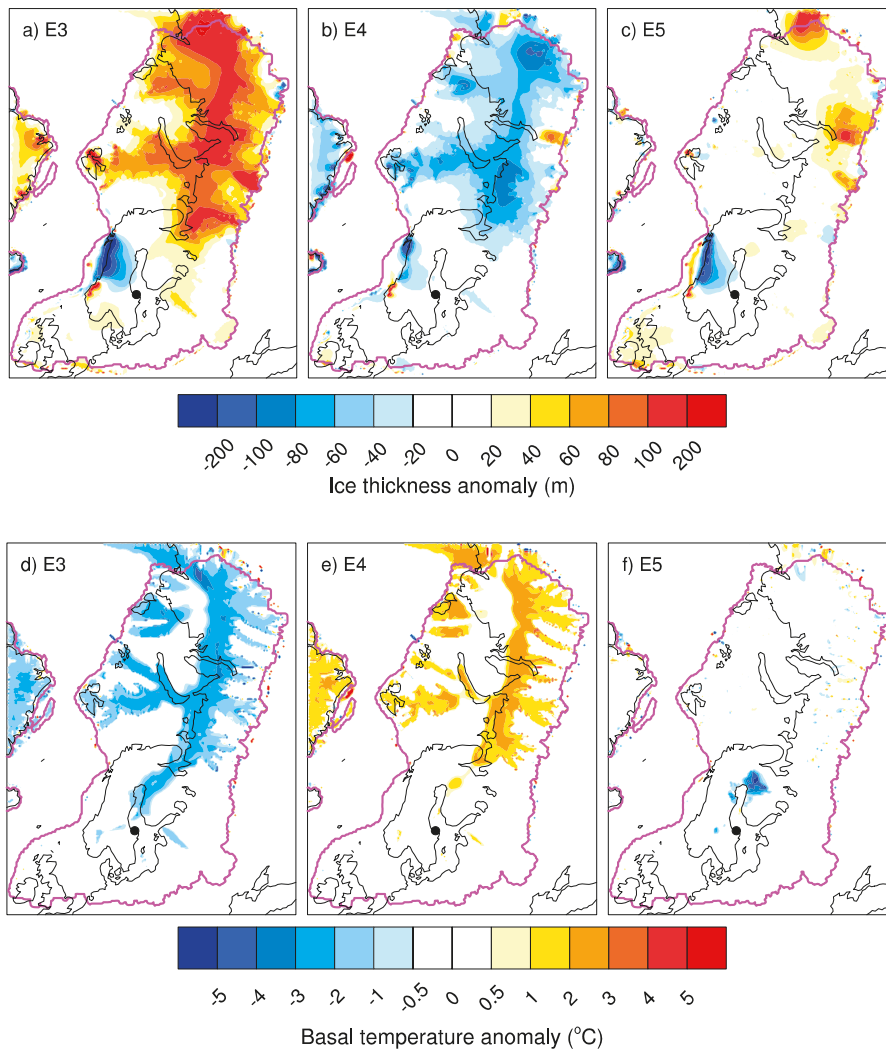 a) E3
b) E4
c) E5
-200 -100 -80 -60 -40 -20 0 20 40 60 80 100 200
Ice thickness anomaly (m)
d) E3
e) E4
f) E5
-5 -4 -3 -2 -1 -0.5 0 0.5 1 2 3 4 5
Basal temperature anomaly (°C)